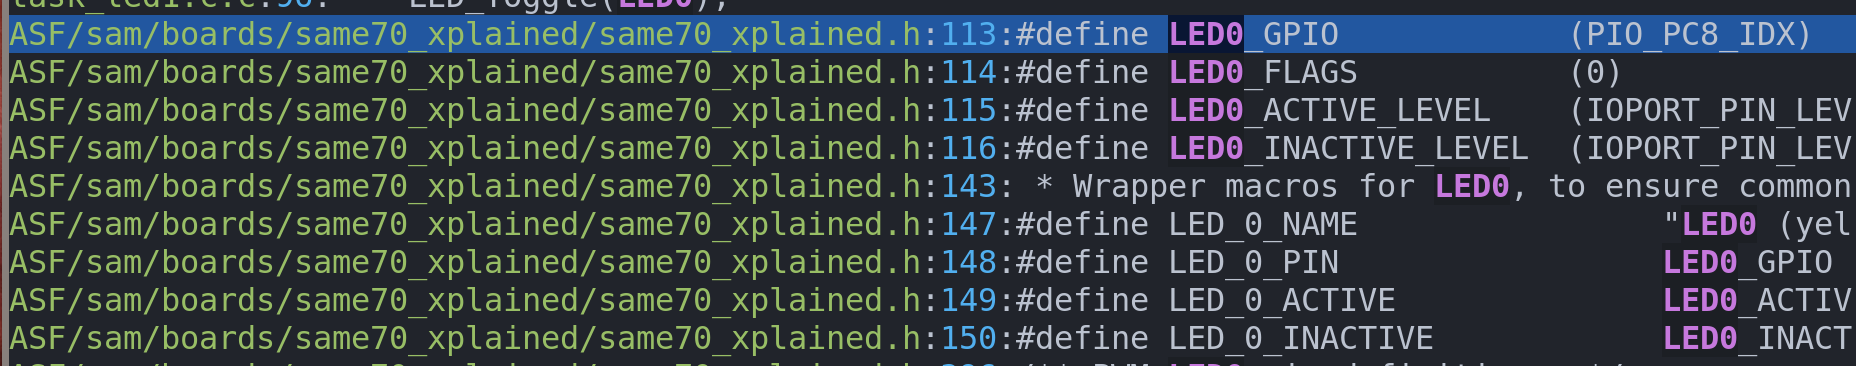 LED_Toggle(LED0);
ASF/sam/boards/same70_xplained/same70_xplained.h:113:#define LED0_GPIO (PIO_PC8_IDX)
ASF/sam/boards/same70_xplained/same70_xplained.h:114:#define LED0_FLAGS (0)
ASF/sam/boards/same70_xplained/same70_xplained.h:115:#define LED0_ACTIVE_LEVEL (IOPORT_PIN_LEV
ASF/sam/boards/same70_xplained/same70_xplained.h:116:#define LED0_INACTIVE_LEVEL (IOPORT_PIN_LEV
ASF/sam/boards/same70_xplained/same70_xplained.h:143: * Wrapper macros for LED0, to ensure common
ASF/sam/boards/same70_xplained/same70_xplained.h:147:#define LED_0_NAME "LED0 (yel
ASF/sam/boards/same70_xplained/same70_xplained.h:148:#define LED_0_PIN LED0_GPIO
ASF/sam/boards/same70_xplained/same70_xplained.h:149:#define LED_0_ACTIVE LED0_ACTIV
ASF/sam/boards/same70_xplained/same70_xplained.h:150:#define LED_0_INACTIVE LED0_INACT